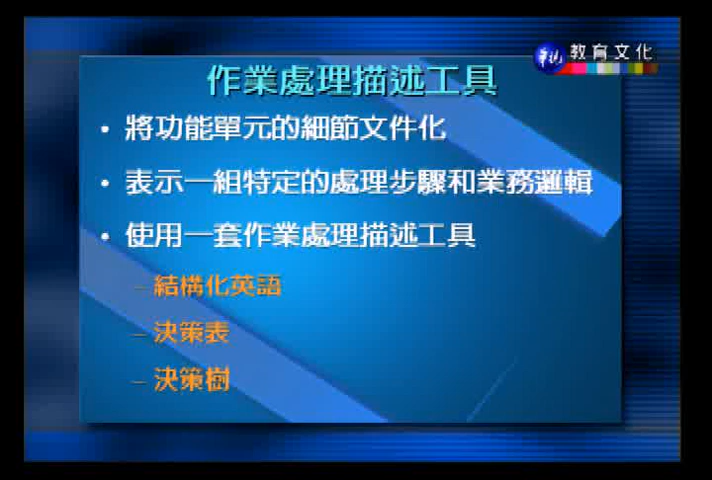 華視 教育文化
作業處理描述工具
• 將功能單元的細節文件化
• 表示一組特定的處理步驟和業務邏輯
• 使用一套作業處理描述工具
– 結構化英語
– 決策表
– 決策樹